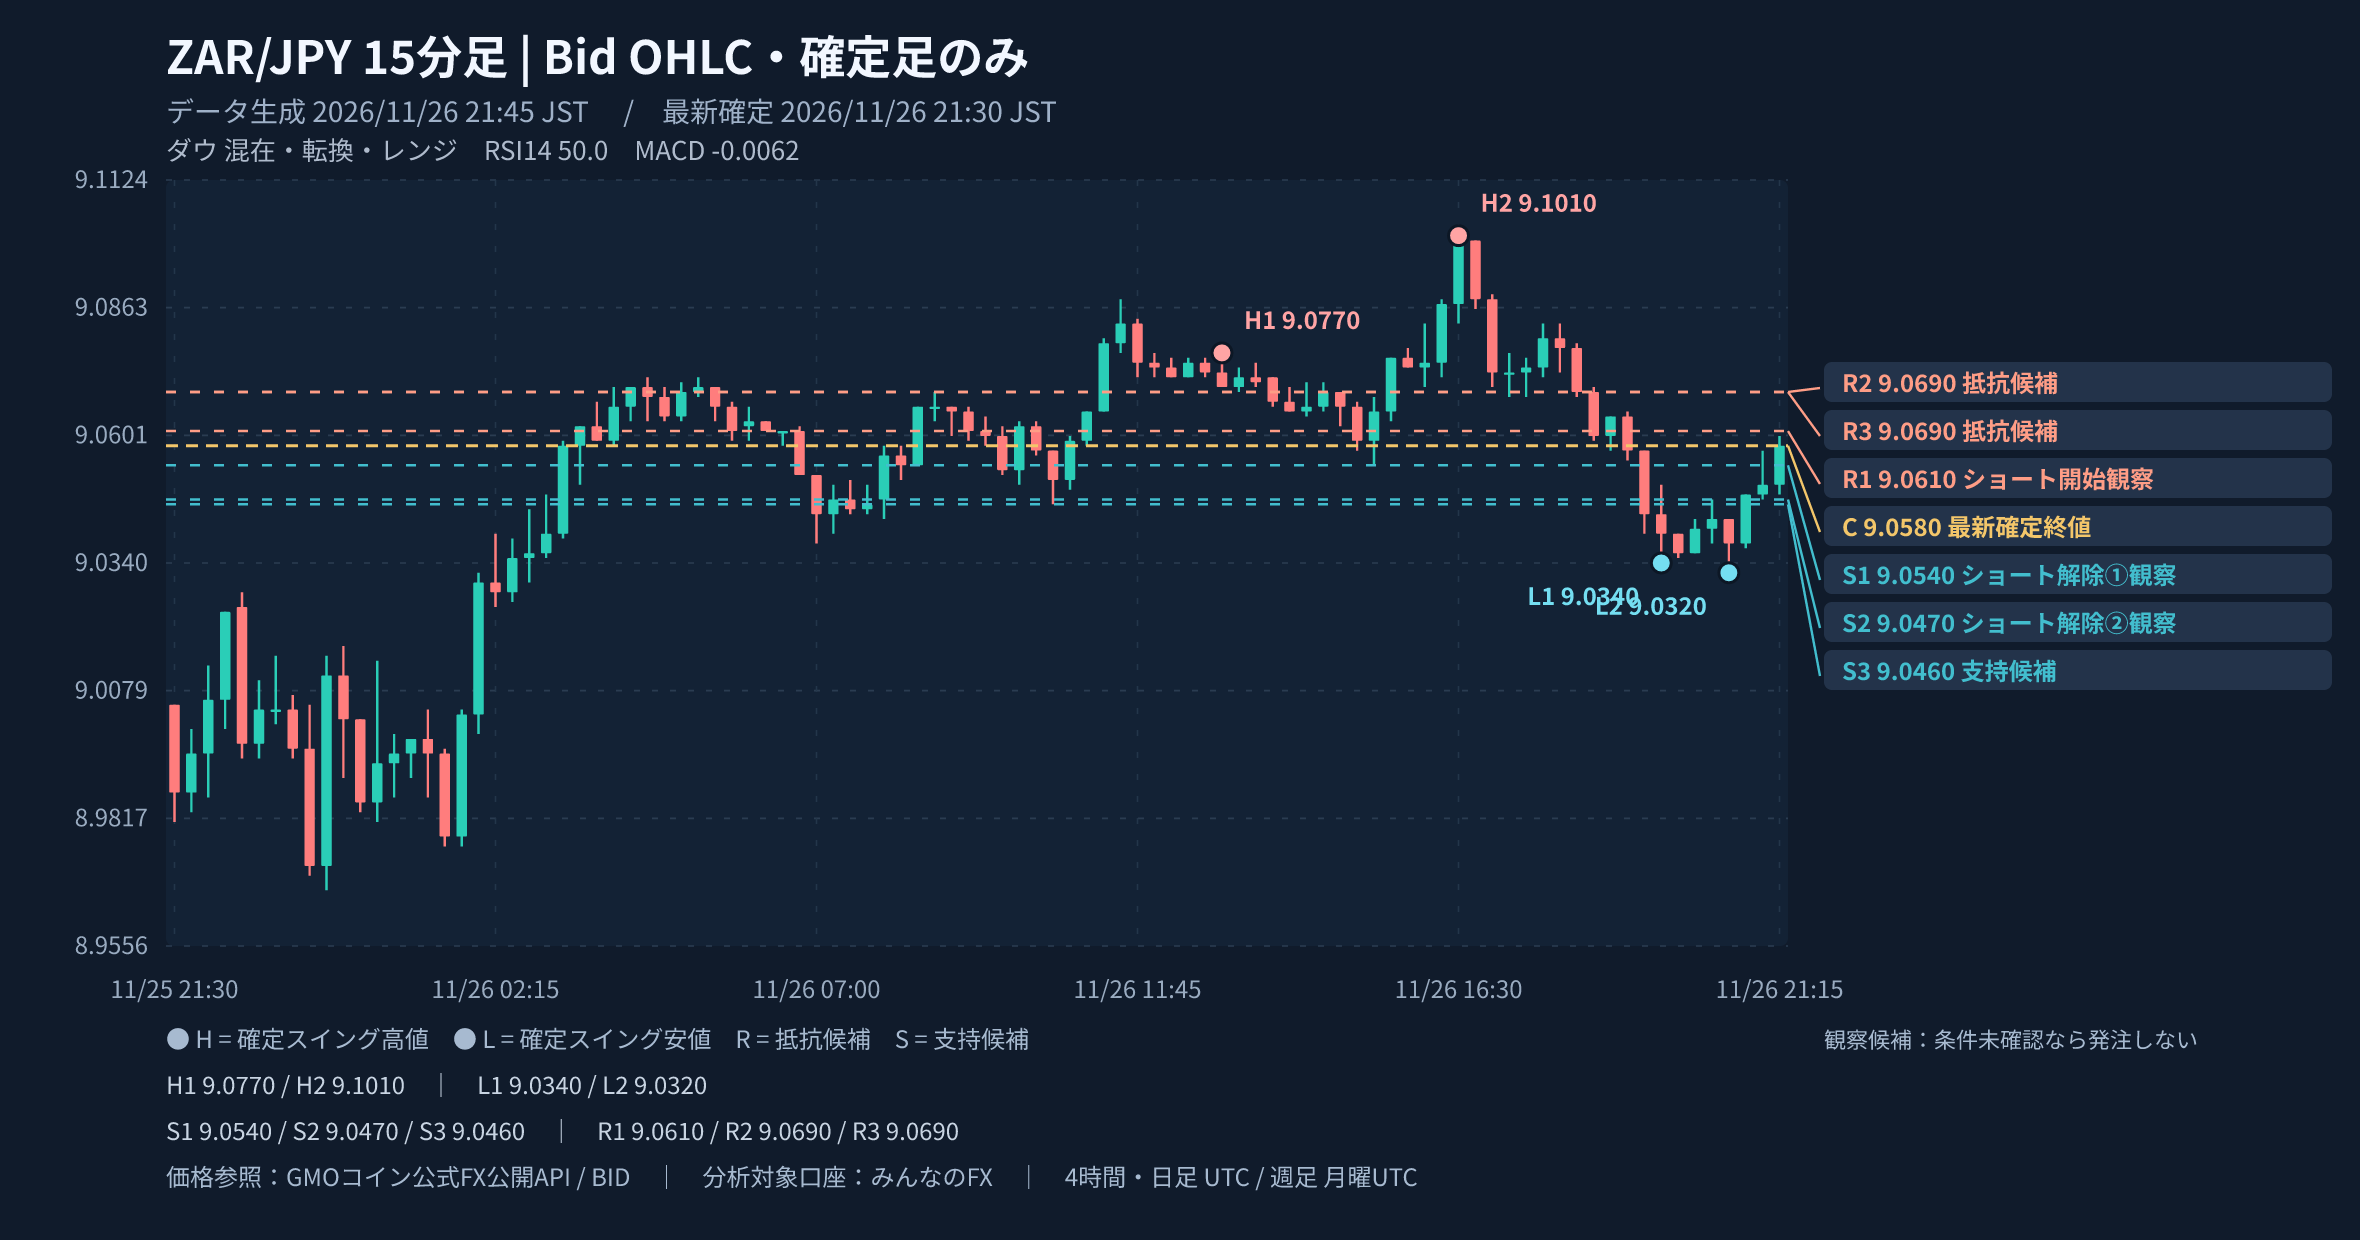 ZAR/JPY 15分足 | Bid OHLC・確定足のみ
データ生成 2026/11/26 21:45 JST / 最新確定 2026/11/26 21:30 JST
ダウ 混在・転換・レンジ RSI14 50.0 MACD -0.0062
9.1124
9.0863
9.0601
9.0340
9.0079
8.9817
8.9556
H2 9.1010
H1 9.0770
L1 9.0340
L2 9.0320
R2 9.0690 抵抗候補
R3 9.0690 抵抗候補
R1 9.0610 ショート開始観察
C 9.0580 最新確定終値
S1 9.0540 ショート解除①観察
S2 9.0470 ショート解除②観察
S3 9.0460 支持候補
11/25 21:30 11/26 02:15 11/26 07:00 11/26 11:45 11/26 16:30 11/26 21:15
● H = 確定スイング高値 ● L = 確定スイング安値 R = 抵抗候補 S = 支持候補
観察候補：条件未確認なら発注しない
H1 9.0770 / H2 9.1010 ｜ L1 9.0340 / L2 9.0320
S1 9.0540 / S2 9.0470 / S3 9.0460 ｜ R1 9.0610 / R2 9.0690 / R3 9.0690
価格参照：GMOコイン公式FX公開API / BID ｜ 分析対象口座：みんなのFX ｜ 4時間・日足 UTC / 週足 月曜UTC